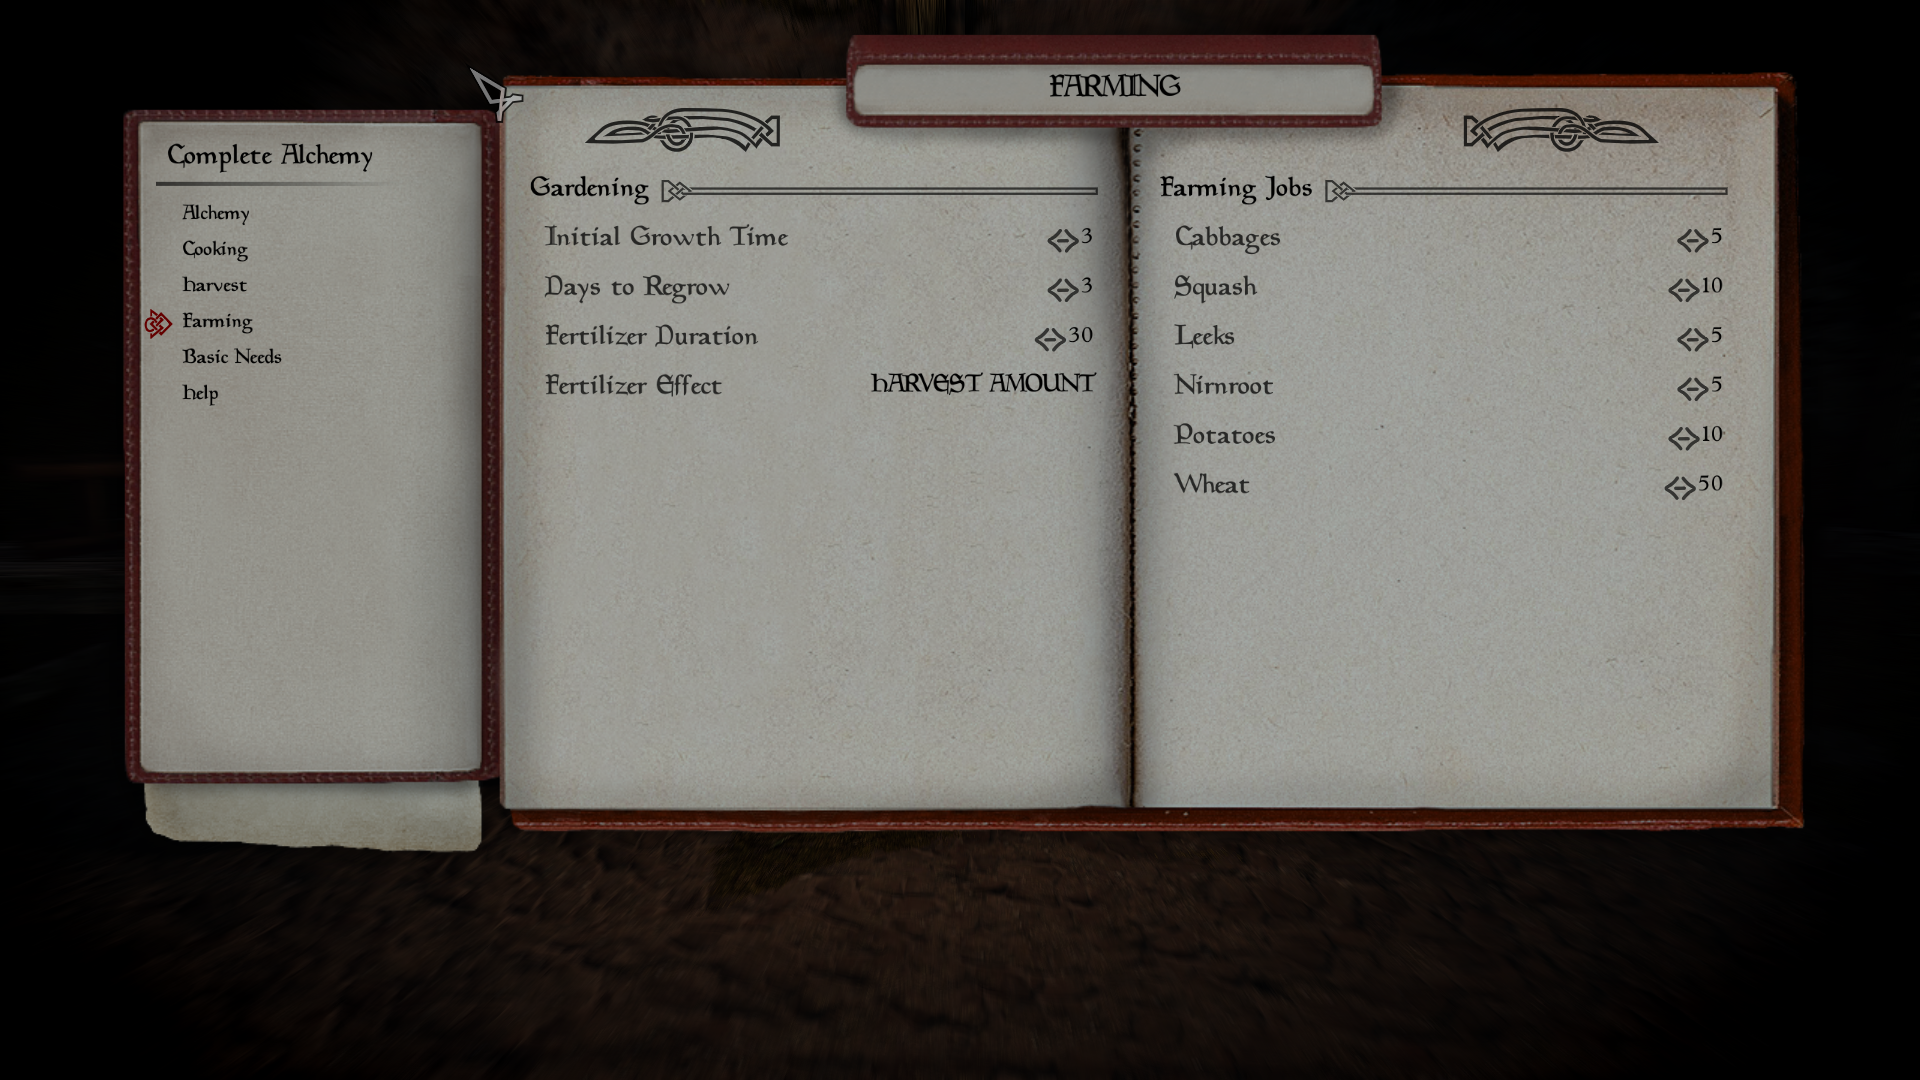 FARMING
Complete Alchemy
Alchemy
Cooking
Harvest
Farming
Basic Needs
Help
Gardening
Initial Growth Time 3
Days to Regrow 3
Fertilizer Duration 30
Fertilizer Effect HARVEST AMOUNT
Farming Jobs
Cabbages 5
Squash 10
Leeks 5
Nirnroot 5
Potatoes 10
Wheat 50